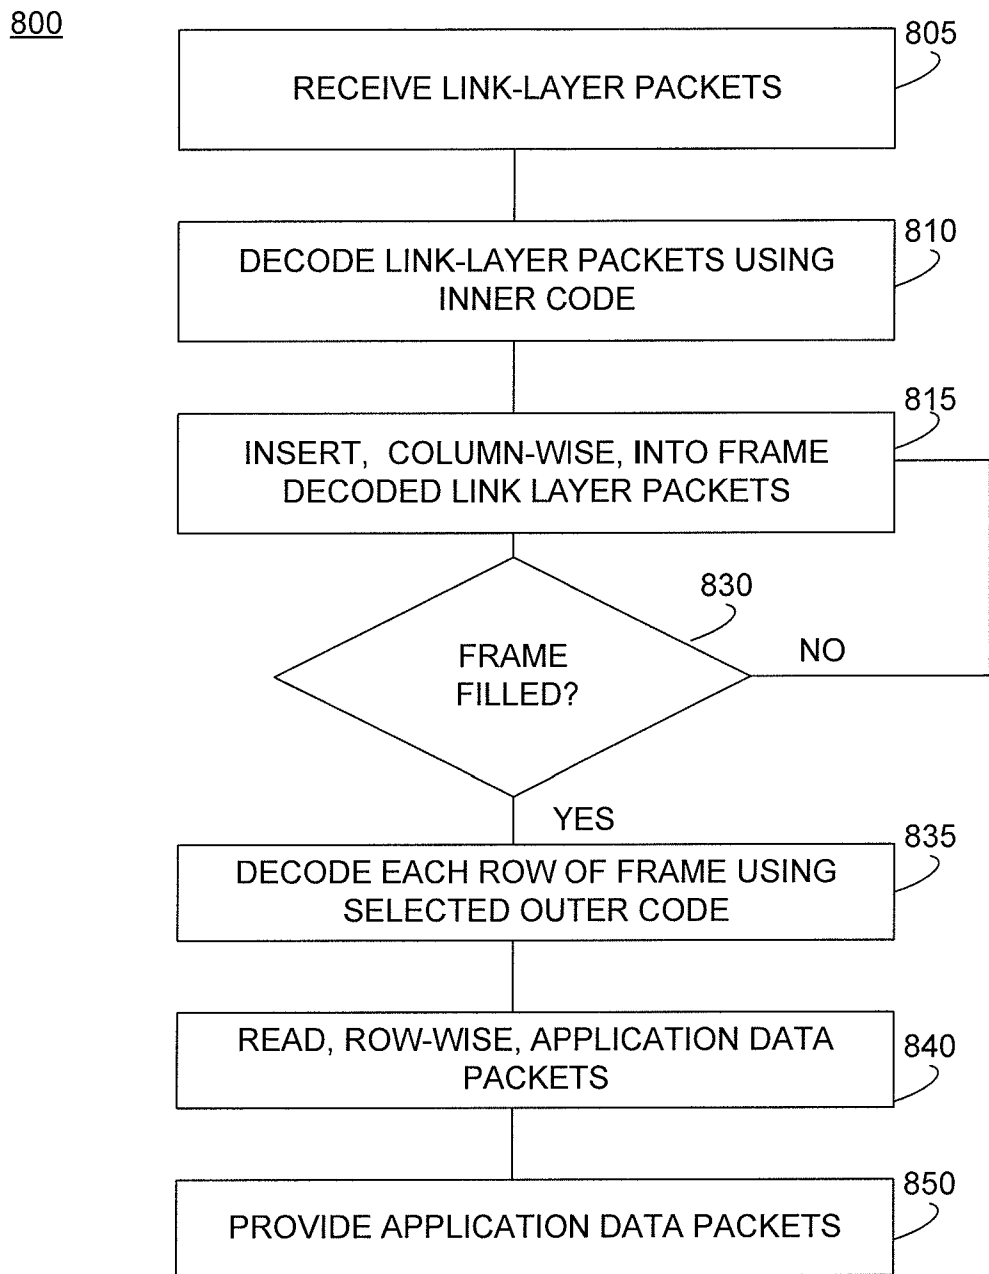 800
805
RECEIVE LINK-LAYER PACKETS
810
DECODE LINK-LAYER PACKETS USING
INNER CODE
815
INSERT, COLUMN-WISE, INTO FRAME
DECODED LINK LAYER PACKETS
830
FRAME
FILLED?
NO
YES
835
DECODE EACH ROW OF FRAME USING
SELECTED OUTER CODE
READ, ROW-WISE, APPLICATION DATA
PACKETS
840
850
PROVIDE APPLICATION DATA PACKETS